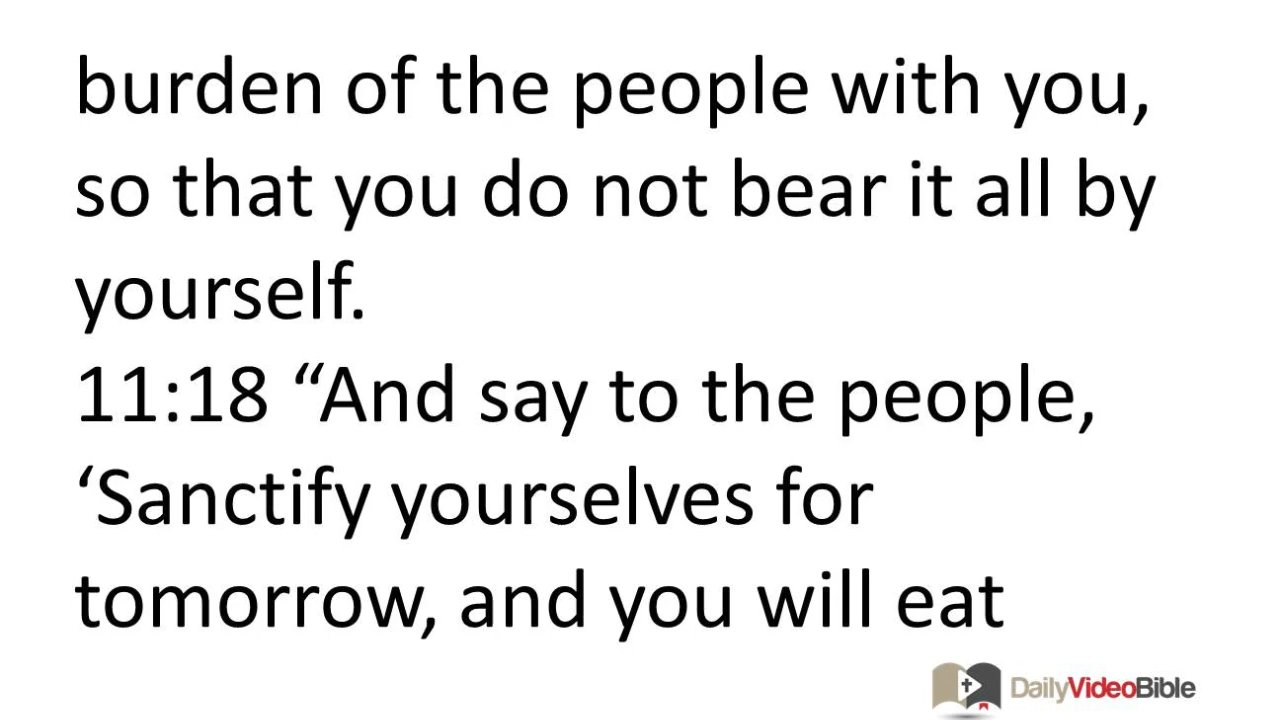 burden of the people with you,
so that you do not bear it all by
yourself.
11:18 “And say to the people,
‘Sanctify yourselves for
tomorrow, and you will eat
DailyVideoBible